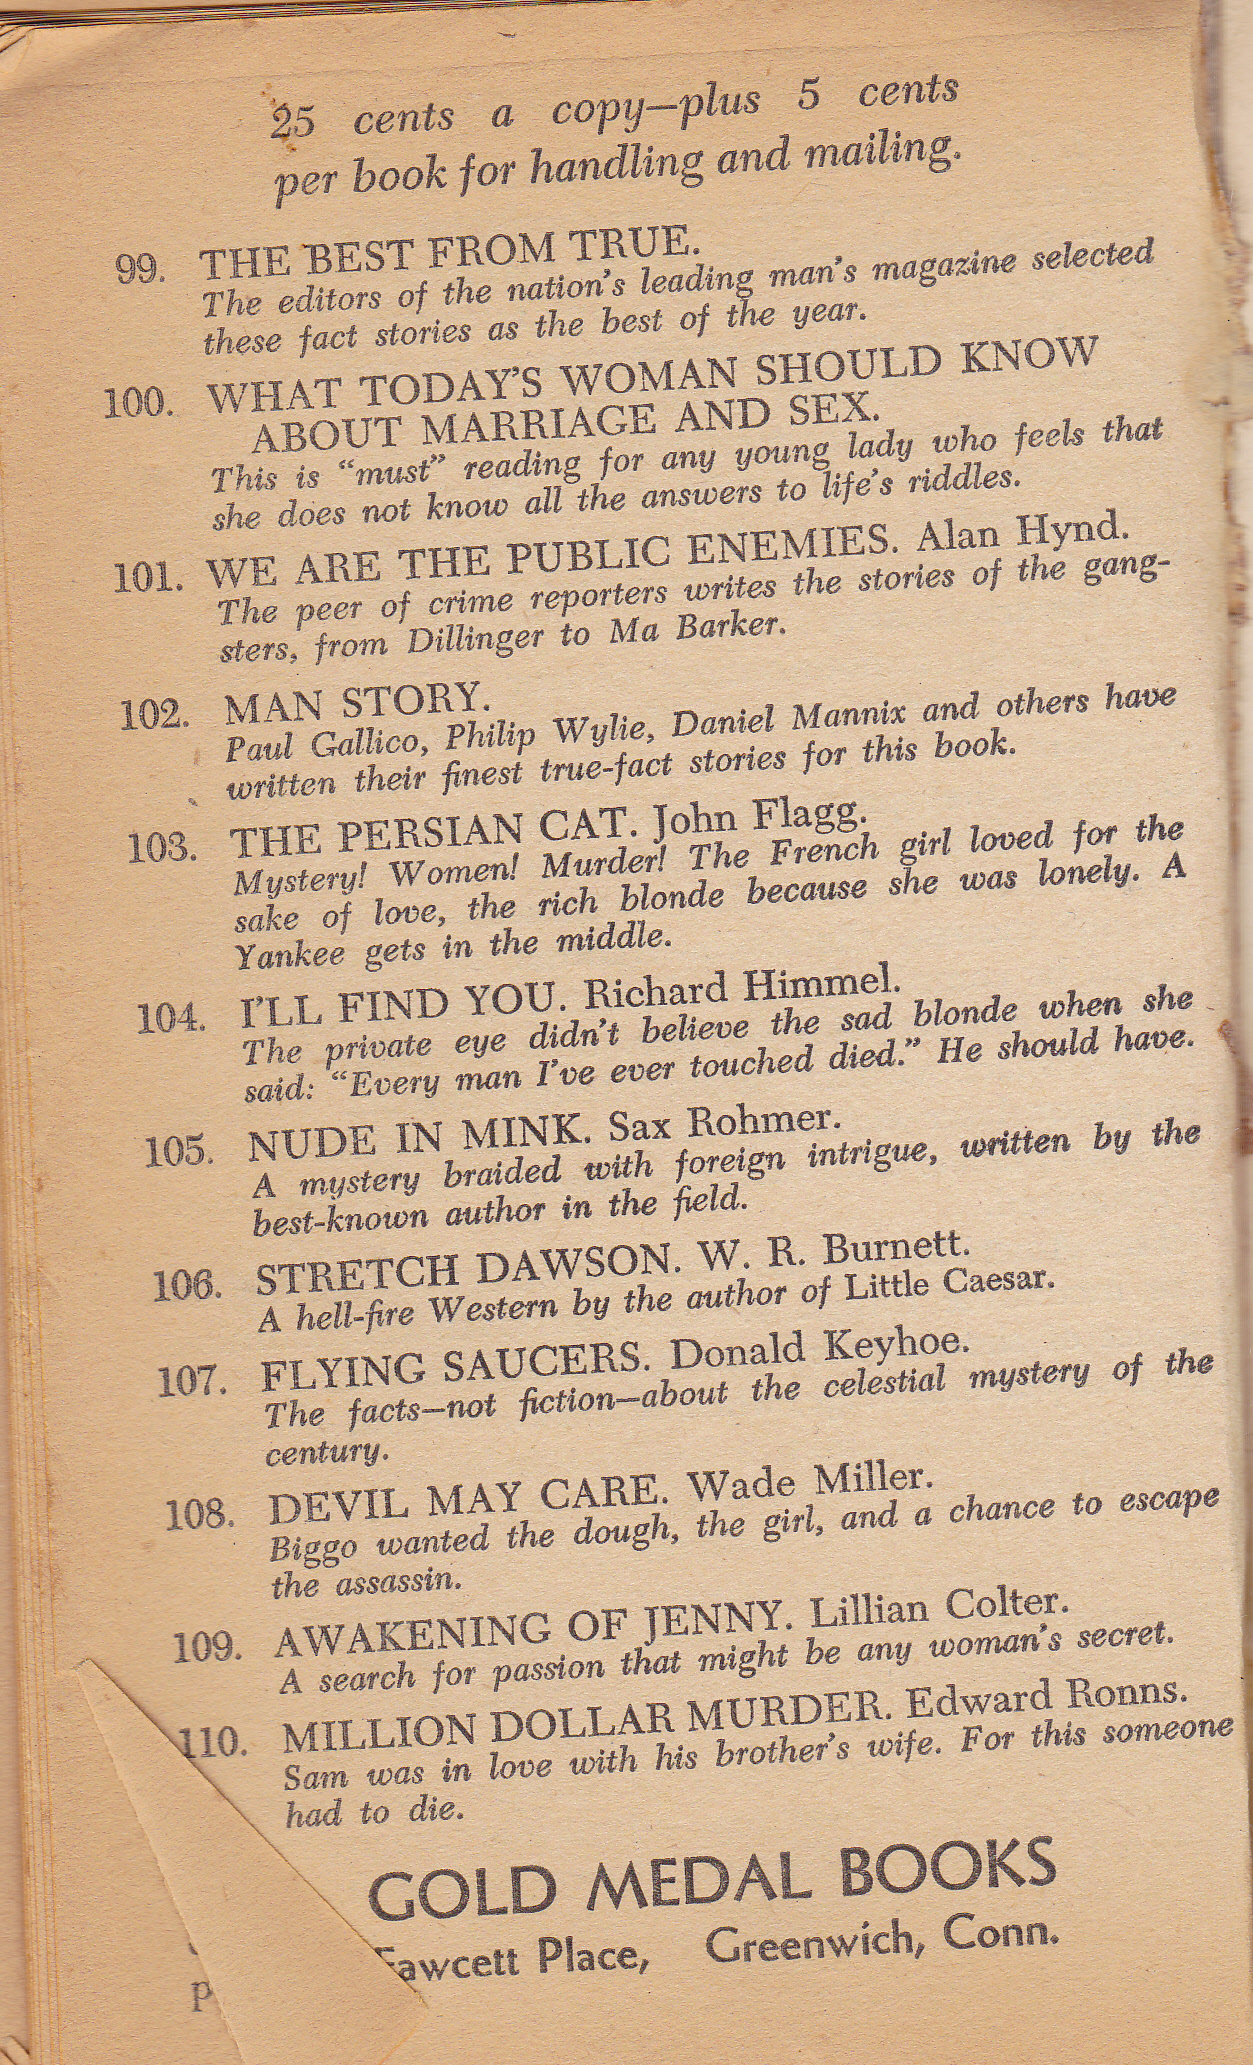 25 cents a copy—plus 5 cents
per book for handling and mailing.
99. THE BEST FROM TRUE.
The editors of the nation's leading man's magazine selected
these fact stories as the best of the year.
100. WHAT TODAY'S WOMAN SHOULD KNOW
ABOUT MARRIAGE AND SEX.
This is “must” reading for any young lady who feels that
she does not know all the answers to life's riddles.
101. WE ARE THE PUBLIC ENEMIES. Alan Hynd.
The peer of crime reporters writes the stories of the gang-
sters, from Dillinger to Ma Barker.
102. MAN STORY.
Paul Gallico, Philip Wylie, Daniel Mannix and others have
written their finest true-fact stories for this book.
103. THE PERSIAN CAT. John Flagg.
Mystery! Women! Murder! The French girl loved for the
sake of love, the rich blonde because she was lonely. A
Yankee gets in the middle.
104. I'LL FIND YOU. Richard Himmel.
The private eye didn't believe the sad blonde when she
said: “Every man I've ever touched died.” He should have.
105. NUDE IN MINK. Sax Rohmer.
A mystery braided with foreign intrigue, written by the
best-known author in the field.
106. STRETCH DAWSON. W. R. Burnett.
A hell-fire Western by the author of Little Caesar.
107. FLYING SAUCERS. Donald Keyhoe.
The facts—not fiction—about the celestial mystery of the
century.
108. DEVIL MAY CARE. Wade Miller.
Biggo wanted the dough, the girl, and a chance to escape
the assassin.
109. AWAKENING OF JENNY. Lillian Colter.
A search for passion that might be any woman's secret.
110. MILLION DOLLAR MURDER. Edward Ronns.
Sam was in love with his brother's wife. For this someone
had to die.
GOLD MEDAL BOOKS
Fawcett Place, Greenwich, Conn.